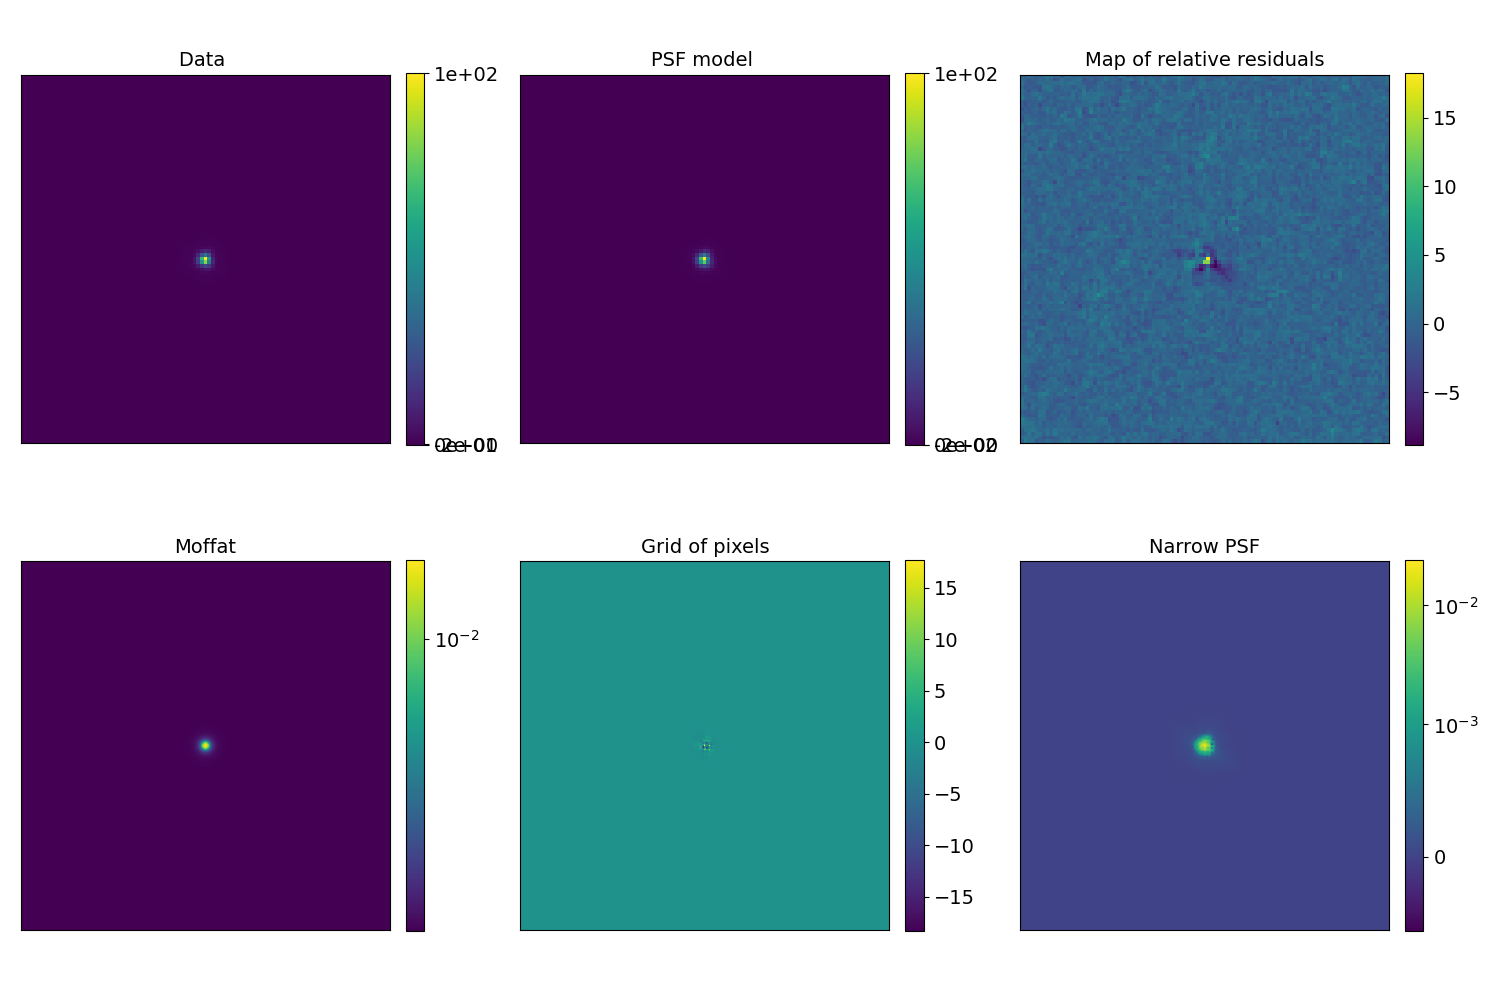 Data
1e+02
PSF model
1e+02
Map of relative residuals
15
10
5
0
−5
Moffat
10⁻²
Grid of pixels
15
10
5
0
−5
−10
−15
Narrow PSF
10⁻²
10⁻³
0